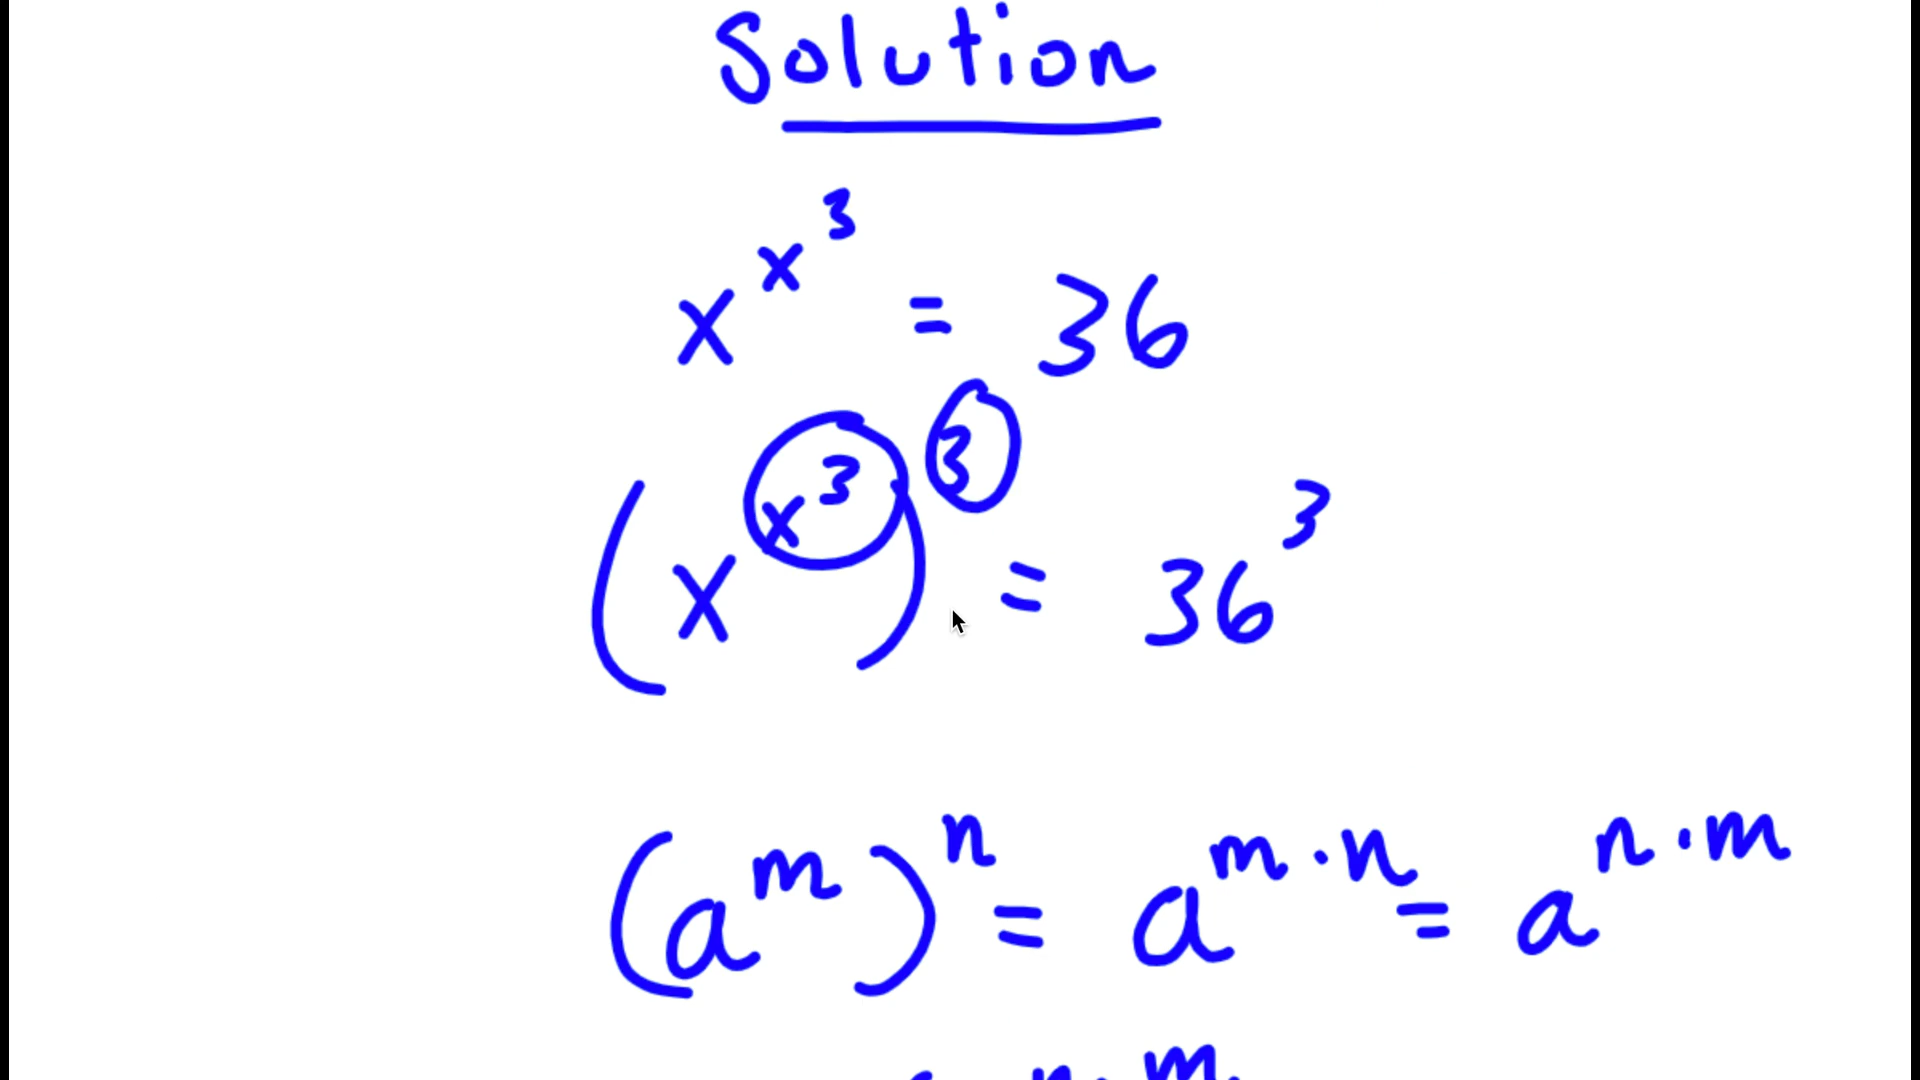 Solution
x^x^3 = 36
(x^x^3)^3 = 36^3
(a^m)^n = a^m·n = a^n·m